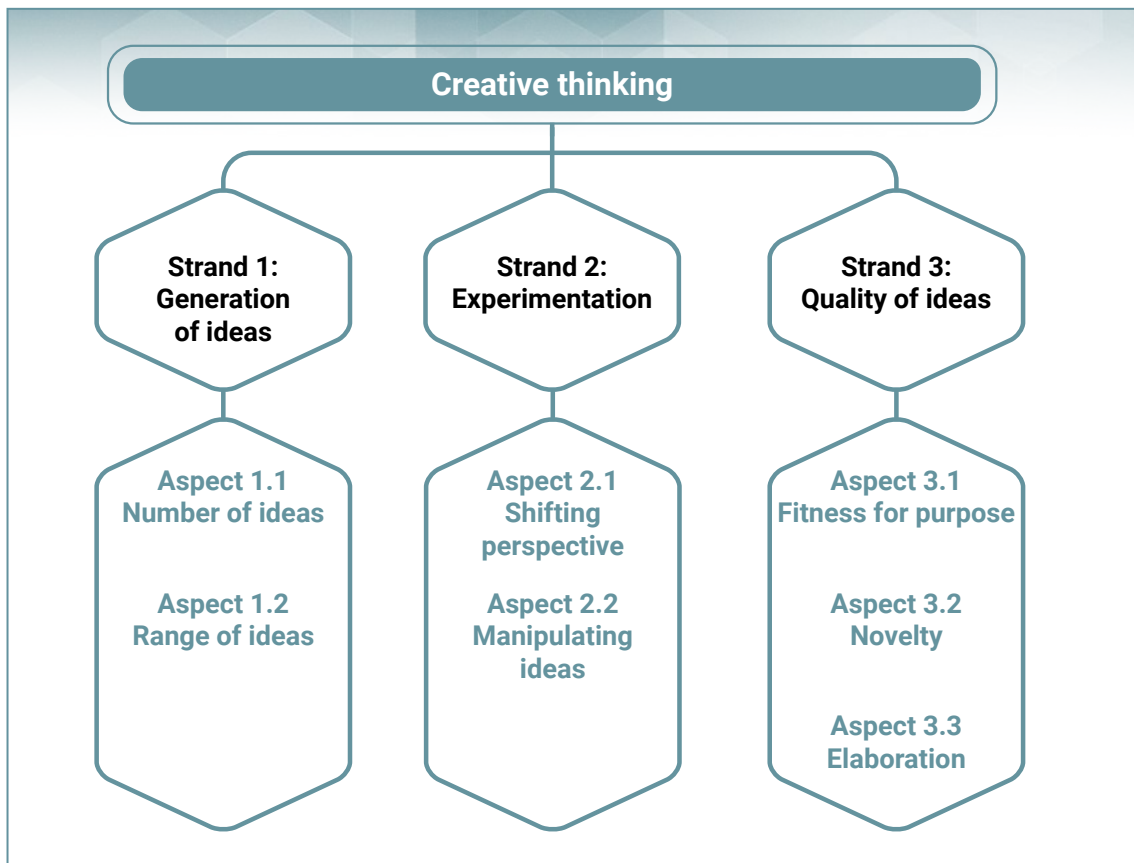 Creative thinking
Strand 1:
Generation
of ideas
Strand 2:
Experimentation
Strand 3:
Quality of ideas
Aspect 1.1
Number of ideas
Aspect 1.2
Range of ideas
Aspect 2.1
Shifting
perspective
Aspect 2.2
Manipulating
ideas
Aspect 3.1
Fitness for purpose
Aspect 3.2
Novelty
Aspect 3.3
Elaboration